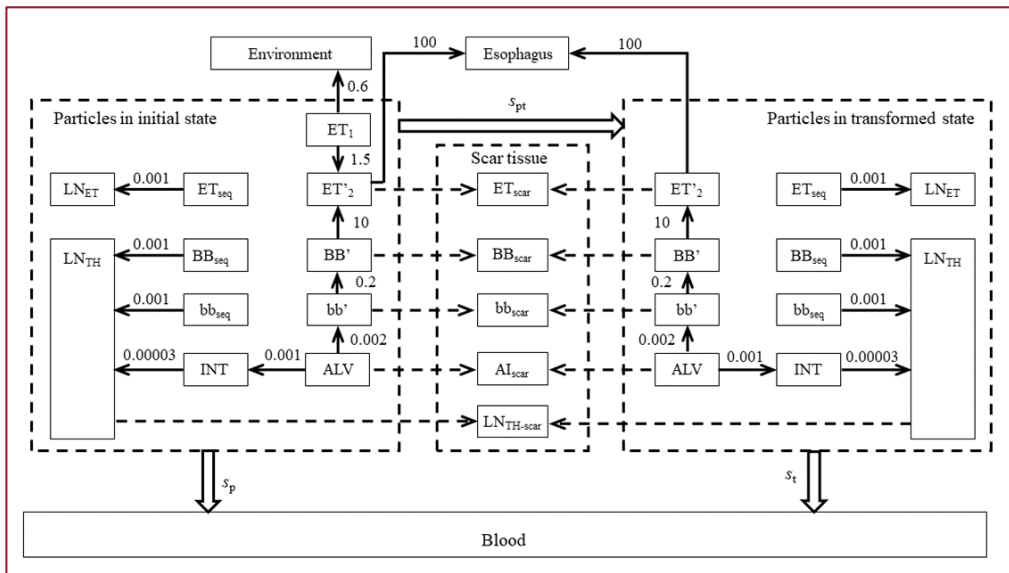 100
100
Environment
Esophagus
0.6
Particles in initial state
s_pt
Particles in transformed state
ET₁
1.5
Scar tissue
LN_ET
0.001
ET_seq
ET'₂
ET_scar
ET'₂
ET_seq
0.001
LN_ET
10
10
LN_TH
0.001
BB_seq
BB'
BB_scar
BB'
BB_seq
0.001
LN_TH
0.2
0.2
0.001
bb_seq
bb'
bb_scar
bb'
bb_seq
0.001
0.002
0.002
0.00003
INT
0.001
ALV
AI_scar
ALV
0.001
INT
0.00003
LN_TH-scar
s_p
s_t
Blood